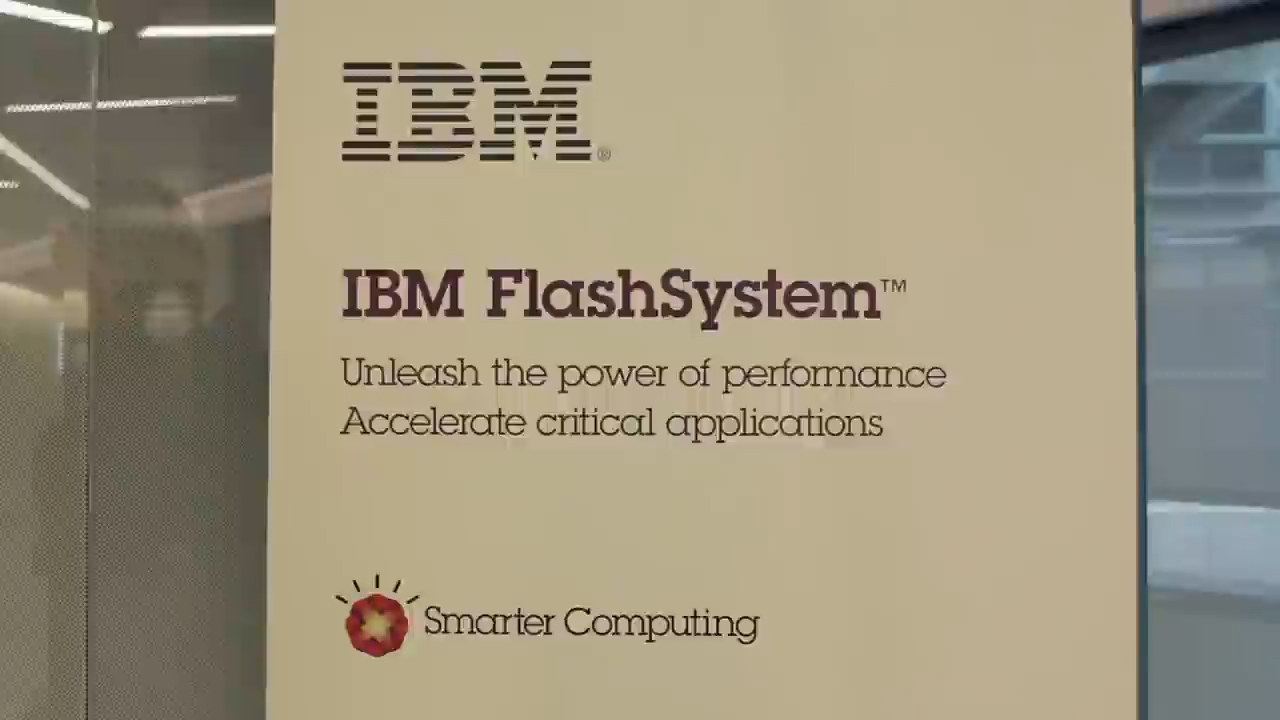 IBM®
IBM FlashSystem™
Unleash the power of performance
Accelerate critical applications
Smarter Computing